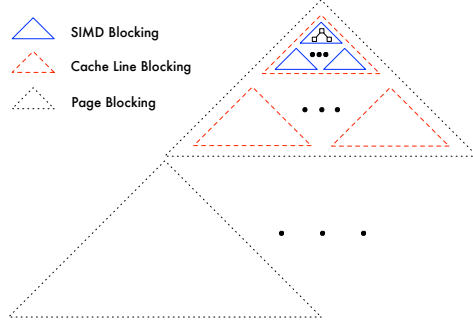 SIMD Blocking
Cache Line Blocking
Page Blocking